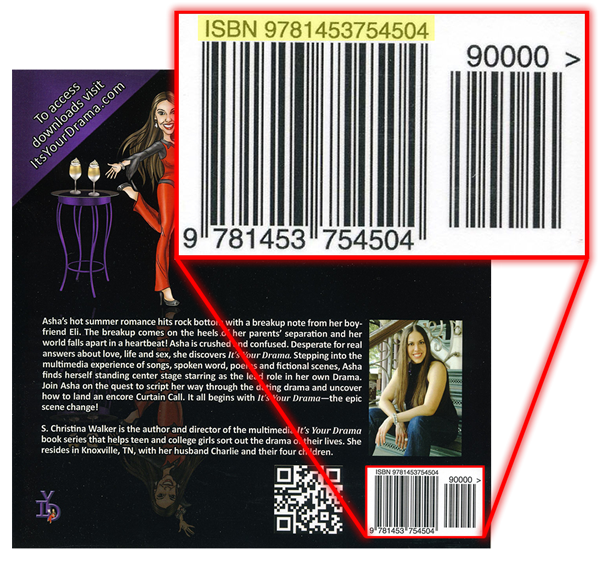 ISBN 9781453754504
90000 >
9 781453 754504
To access
downloads visit
ItsYourDrama.com
Asha's hot summer romance hits rock bottom with a breakup note from her boy-
friend Eli. The breakup comes on the heels of her parents' separation and her
world falls apart in a heartbeat! Asha is crushed and confused. Desperate for real
answers about love, life and sex, she discovers It's Your Drama. Stepping into the
multimedia experience of songs, spoken word, poems and fictional scenes, Asha
finds herself standing center stage starring as the lead role in her own Drama.
Join Asha on the quest to script her way through the dating drama and uncover
how to land an encore Curtain Call. It all begins with It's Your Drama—the epic
scene change!
S. Christina Walker is the author and director of the multimedia It's Your Drama
book series that helps teen and college girls sort out the drama of their lives. She
resides in Knoxville, TN, with her husband Charlie and their four children.
ISBN 9781453754504
90000 >
9 781453 754504
IYD